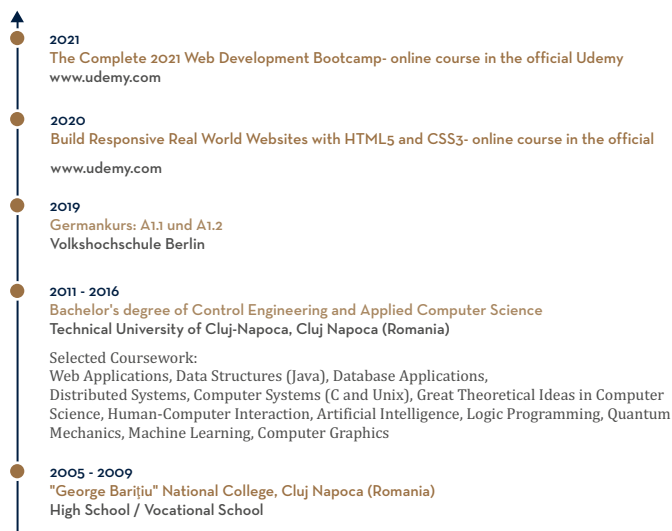 2021
The Complete 2021 Web Development Bootcamp- online course in the official Udemy
www.udemy.com
2020
Build Responsive Real World Websites with HTML5 and CSS3- online course in the official
www.udemy.com
2019
Germankurs: A1.1 und A1.2
Volkshochschule Berlin
2011 - 2016
Bachelor's degree of Control Engineering and Applied Computer Science
Technical University of Cluj-Napoca, Cluj Napoca (Romania)
Selected Coursework:
Web Applications, Data Structures (Java), Database Applications,
Distributed Systems, Computer Systems (C and Unix), Great Theoretical Ideas in Computer
Science, Human-Computer Interaction, Artificial Intelligence, Logic Programming, Quantum
Mechanics, Machine Learning, Computer Graphics
2005 - 2009
"George Barițiu" National College, Cluj Napoca (Romania)
High School / Vocational School